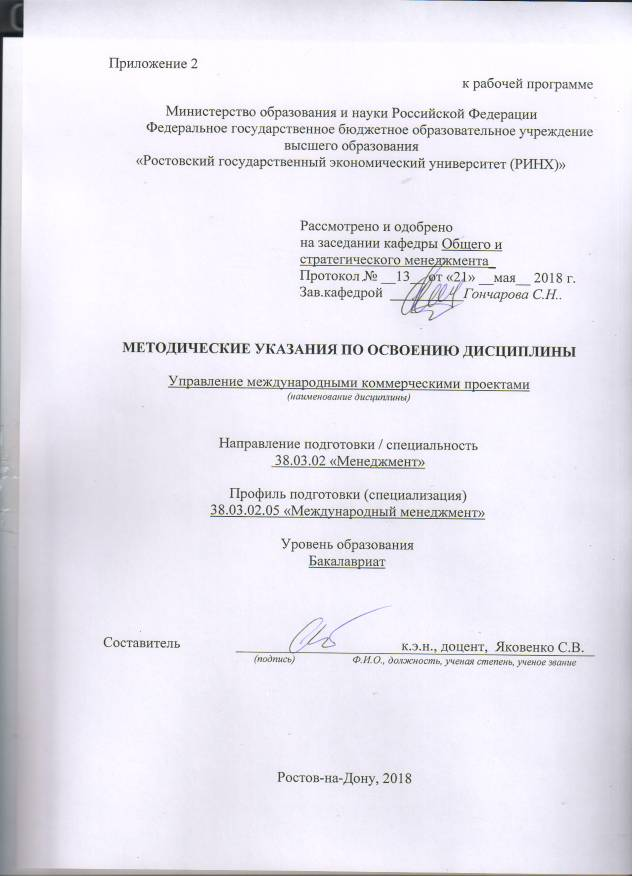 Приложение 2
к рабочей программе
Министерство образования и науки Российской Федерации
Федеральное государственное бюджетное образовательное учреждение
высшего образования
«Ростовский государственный экономический университет (РИНХ)»
Рассмотрено и одобрено
на заседании кафедры Общего и
стратегического менеджмента_
Протокол № __13__ от «21» __мая__ 2018 г.
Зав.кафедрой __________ Гончарова С.Н..
МЕТОДИЧЕСКИЕ УКАЗАНИЯ ПО ОСВОЕНИЮ ДИСЦИПЛИНЫ
Управление международными коммерческими проектами
(наименование дисциплины)
Направление подготовки / специальность
38.03.02 «Менеджмент»
Профиль подготовки (специализация)
38.03.02.05 «Международный менеджмент»
Уровень образования
Бакалавриат
Составитель к.э.н., доцент, Яковенко С.В.
(подпись) Ф.И.О., должность, ученая степень, ученое звание
Ростов-на-Дону, 2018